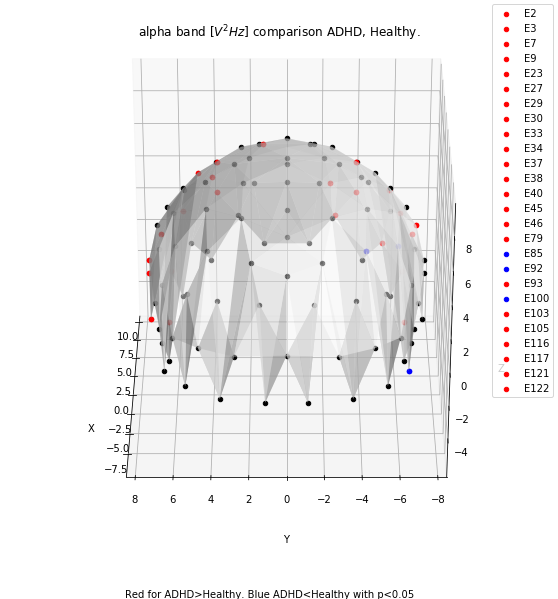 alpha band [V²Hz] comparison ADHD, Healthy.
E2
E3
E7
E9
E23
E27
E29
E30
E33
E34
E37
E38
E40
E45
E46
E79
E85
E92
E93
E100
E103
E105
E116
E117
E121
E122
8
6
4
2
0
−2
−4
Z
10.0
7.5
5.0
2.5
0.0
−2.5
−5.0
−7.5
X
8 6 4 2 0 −2 −4 −6 −8
Y
Red for ADHD>Healthy. Blue ADHD<Healthy with p<0.05